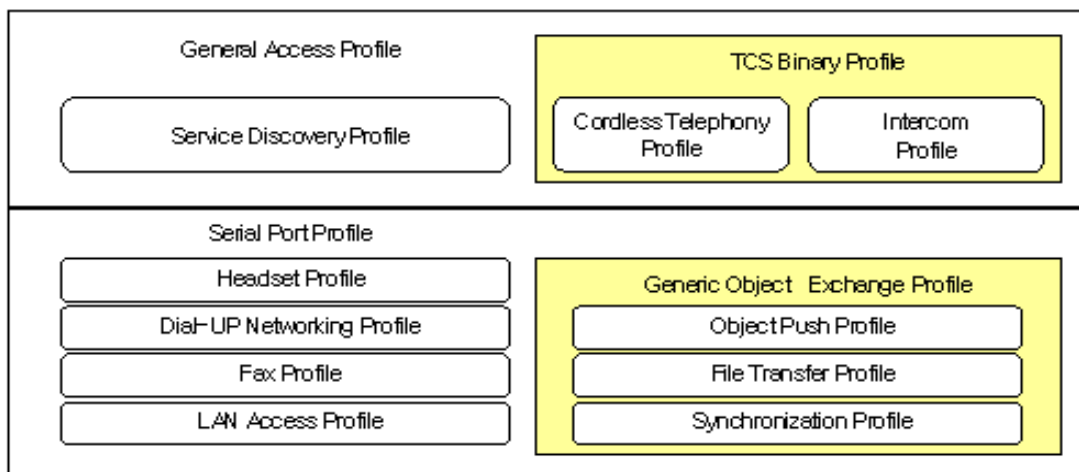 General Access Profile
Service Discovery Profile
TCS Binary Profile
Cordless Telephony
Profile
Intercom
Profile
Serial Port Profile
Headset Profile
Dial-UP Networking Profile
Fax Profile
LAN Access Profile
Generic Object Exchange Profile
Object Push Profile
File Transfer Profile
Synchronization Profile